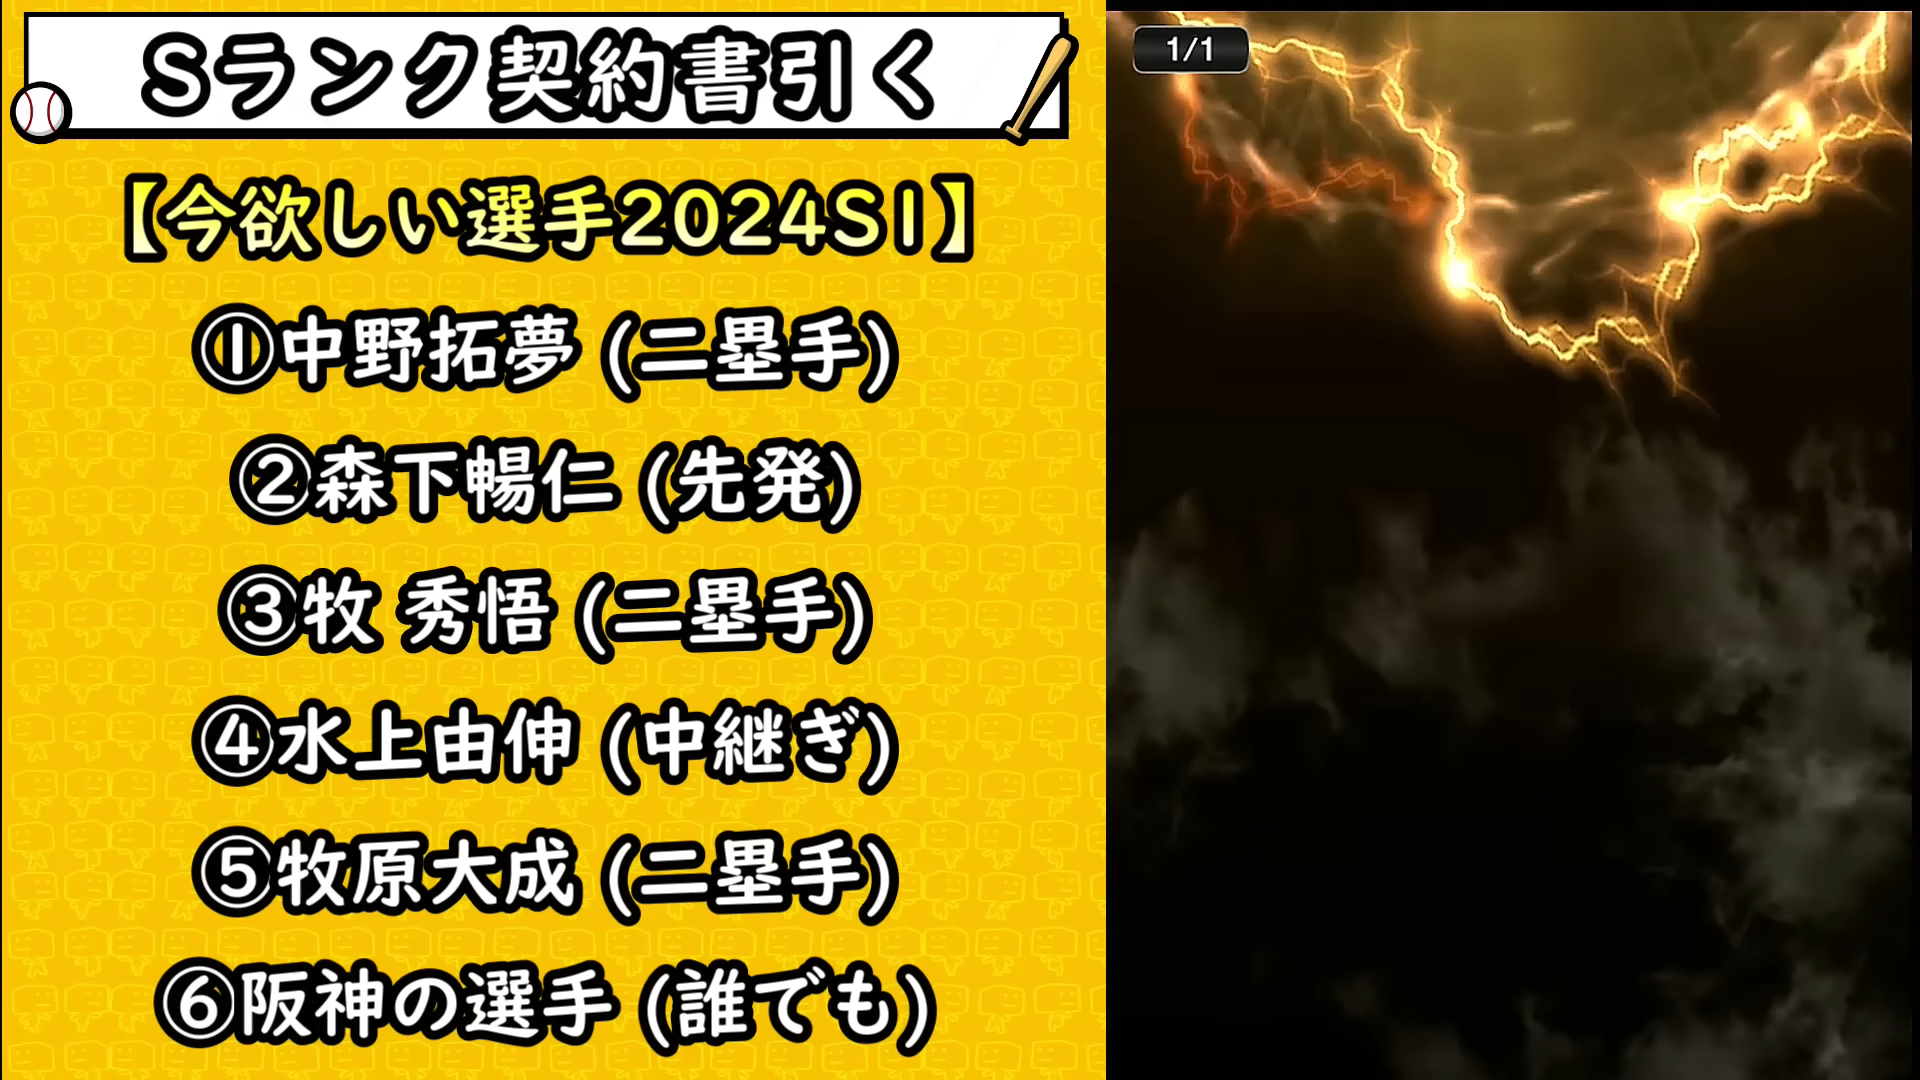 Sランク契約書引く
【今欲しい選手2024S1】
①中野拓夢 (二塁手)
②森下暢仁 (先発)
③牧 秀悟 (二塁手)
④水上由伸 (中継ぎ)
⑤牧原大成 (二塁手)
⑥阪神の選手 (誰でも)
1/1